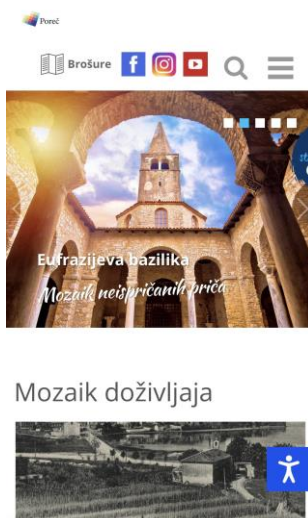 Poreč
Brošure
Eufrazijeva bazilika
Mozaik neispričanih priča
Mozaik doživljaja